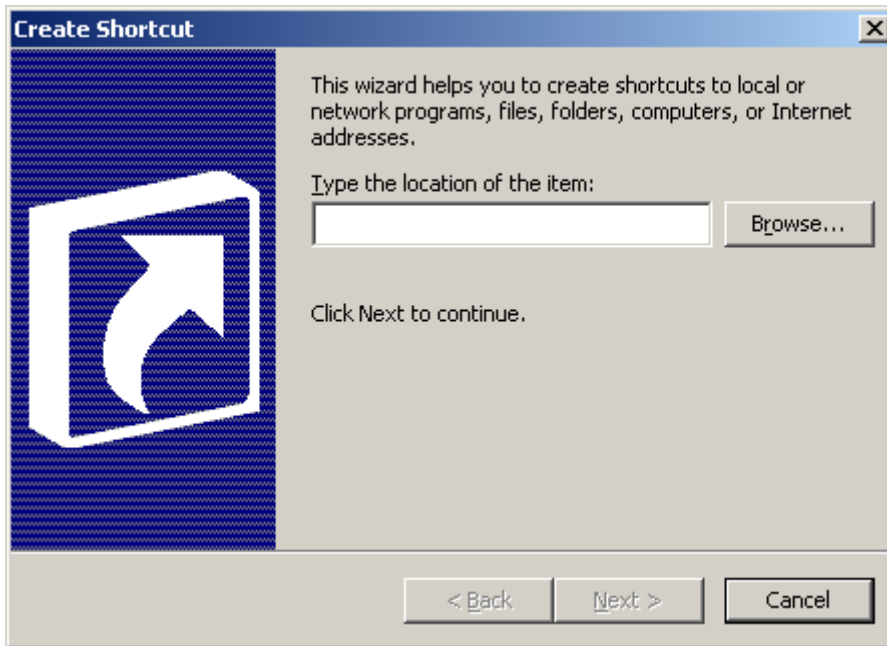 Create Shortcut
This wizard helps you to create shortcuts to local or
network programs, files, folders, computers, or Internet
addresses.
Type the location of the item:
Browse...
Click Next to continue.
< Back
Next >
Cancel